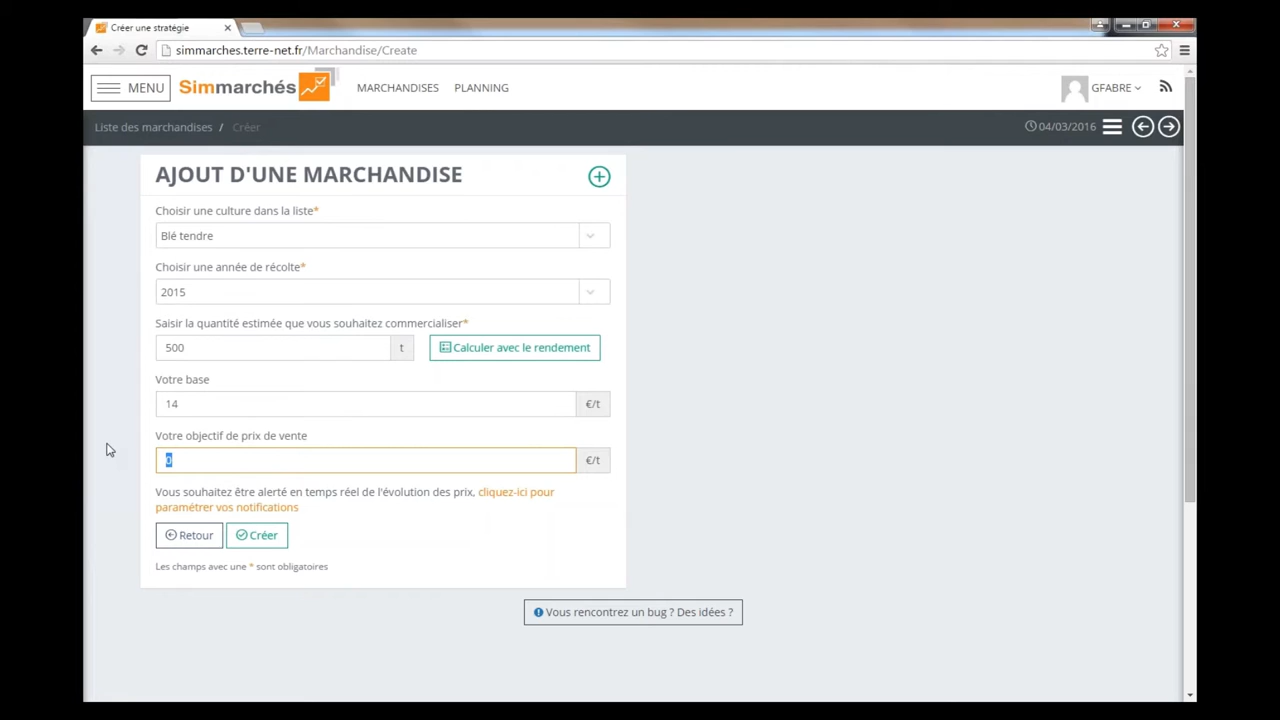 Créer une stratégie
simmarches.terre-net.fr/Marchandise/Create
MENU Simmarchés MARCHANDISES PLANNING GFABRE
Liste des marchandises / Créer 04/03/2016
AJOUT D'UNE MARCHANDISE
Choisir une culture dans la liste*
Blé tendre
Choisir une année de récolte*
2015
Saisir la quantité estimée que vous souhaitez commercialiser*
500 t Calculer avec le rendement
Votre base
14 €/t
Votre objectif de prix de vente
0 €/t
Vous souhaitez être alerté en temps réel de l'évolution des prix, cliquez-ici pour
paramétrer vos notifications
Retour Créer
Les champs avec une * sont obligatoires
Vous rencontrez un bug ? Des idées ?